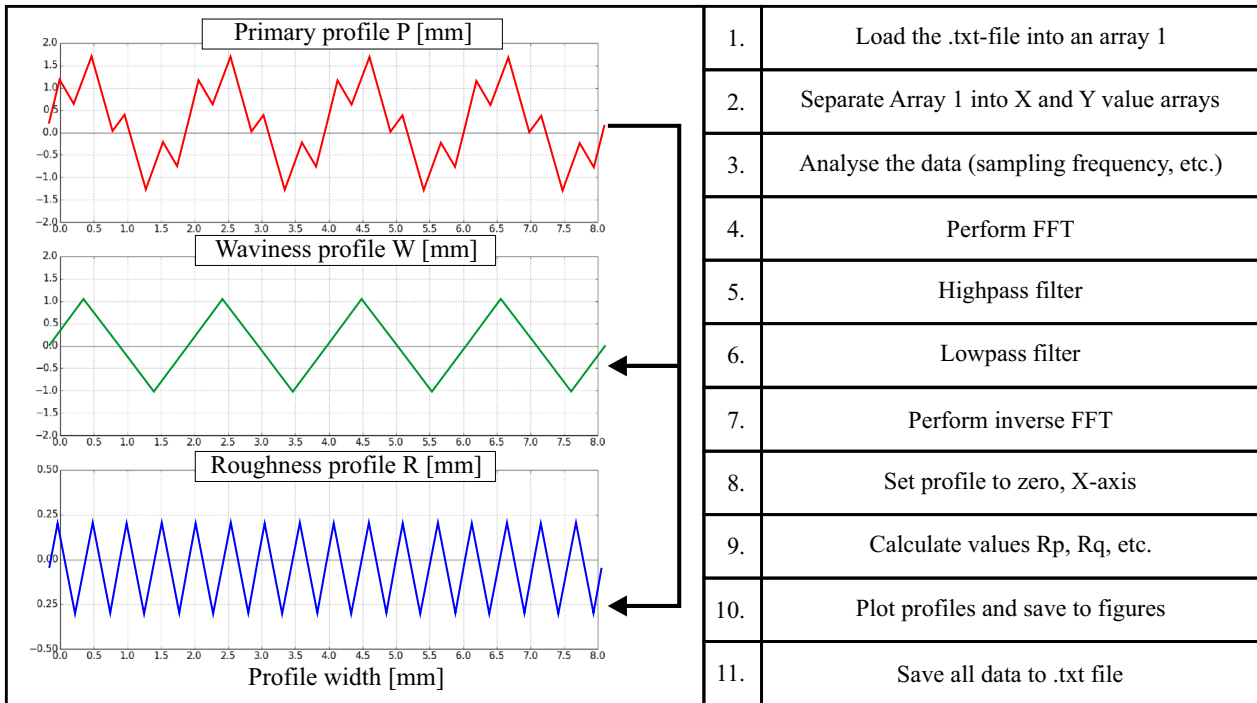 Primary profile P [mm]
2.0
1.5
1.0
0.5
0.0
−0.5
−1.0
−1.5
−2.0
0.0 0.5 1.0 1.5 2.0 2.5 3.0 3.5 4.0 4.5 5.0 5.5 6.0 6.5 7.0 7.5 8.0
Waviness profile W [mm]
2.0
1.5
1.0
0.5
0.0
−0.5
−1.0
−1.5
−2.0
0.0 0.5 1.0 1.5 2.0 2.5 3.0 3.5 4.0 4.5 5.0 5.5 6.0 6.5 7.0 7.5 8.0
Roughness profile R [mm]
0.50
0.25
0.00
0.25
−0.50
0.0 0.5 1.0 1.5 2.0 2.5 3.0 3.5 4.0 4.5 5.0 5.5 6.0 6.5 7.0 7.5 8.0
Profile width [mm]
1. Load the .txt-file into an array 1
2. Separate Array 1 into X and Y value arrays
3. Analyse the data (sampling frequency, etc.)
4. Perform FFT
5. Highpass filter
6. Lowpass filter
7. Perform inverse FFT
8. Set profile to zero, X-axis
9. Calculate values Rp, Rq, etc.
10. Plot profiles and save to figures
11. Save all data to .txt file